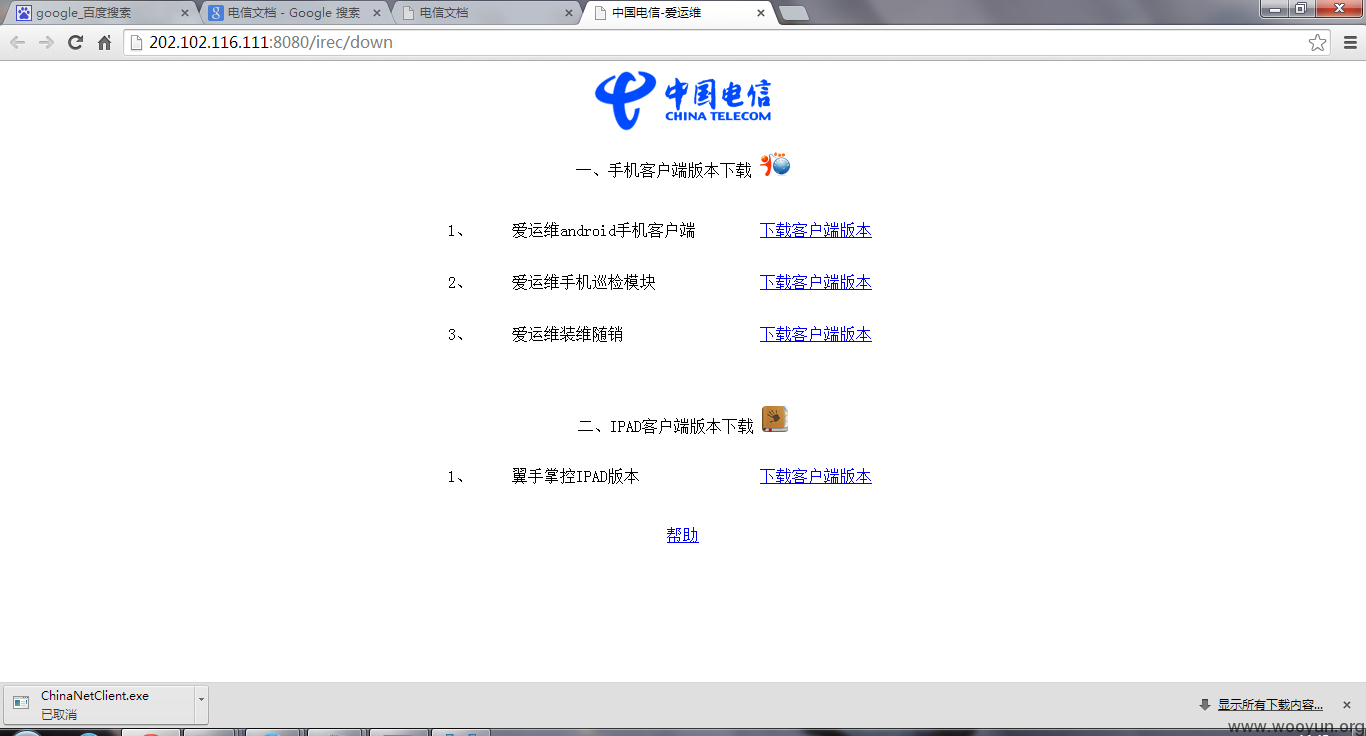 google_百度搜索
电信文档 - Google 搜索
电信文档
中国电信-爱运维
202.102.116.111:8080/irec/down
中国电信
CHINA TELECOM
一、手机客户端版本下载
1、 爱运维android手机客户端 下载客户端版本
2、 爱运维手机巡检模块 下载客户端版本
3、 爱运维装维随销 下载客户端版本
二、IPAD客户端版本下载
1、 翼手掌控IPAD版本 下载客户端版本
帮助
ChinaNetClient.exe
已取消
显示所有下载内容...
www.wooyun.org